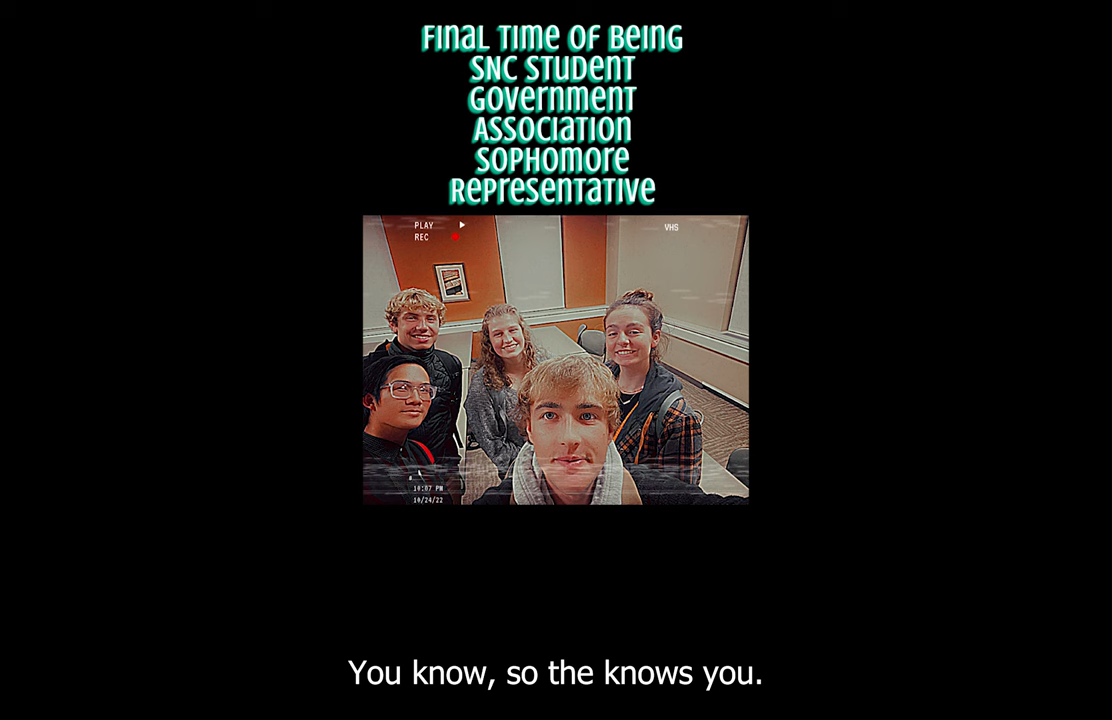 Final Time of Being
SNC Student
Government
Association
Sophomore
Representative
PLAY
REC
VHS
10:07 PM
10/24/22
You know, so the knows you.